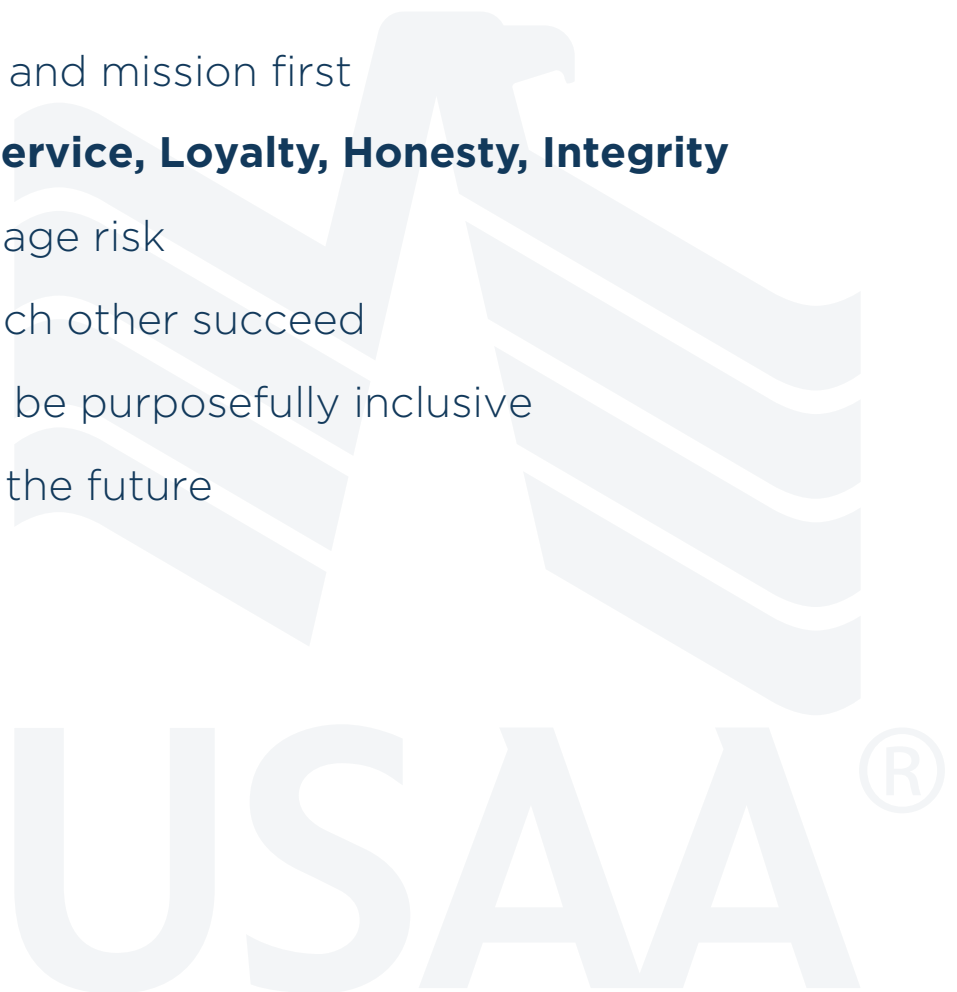 and mission first
ervice, Loyalty, Honesty, Integrity
age risk
ch other succeed
be purposefully inclusive
the future
USAA®